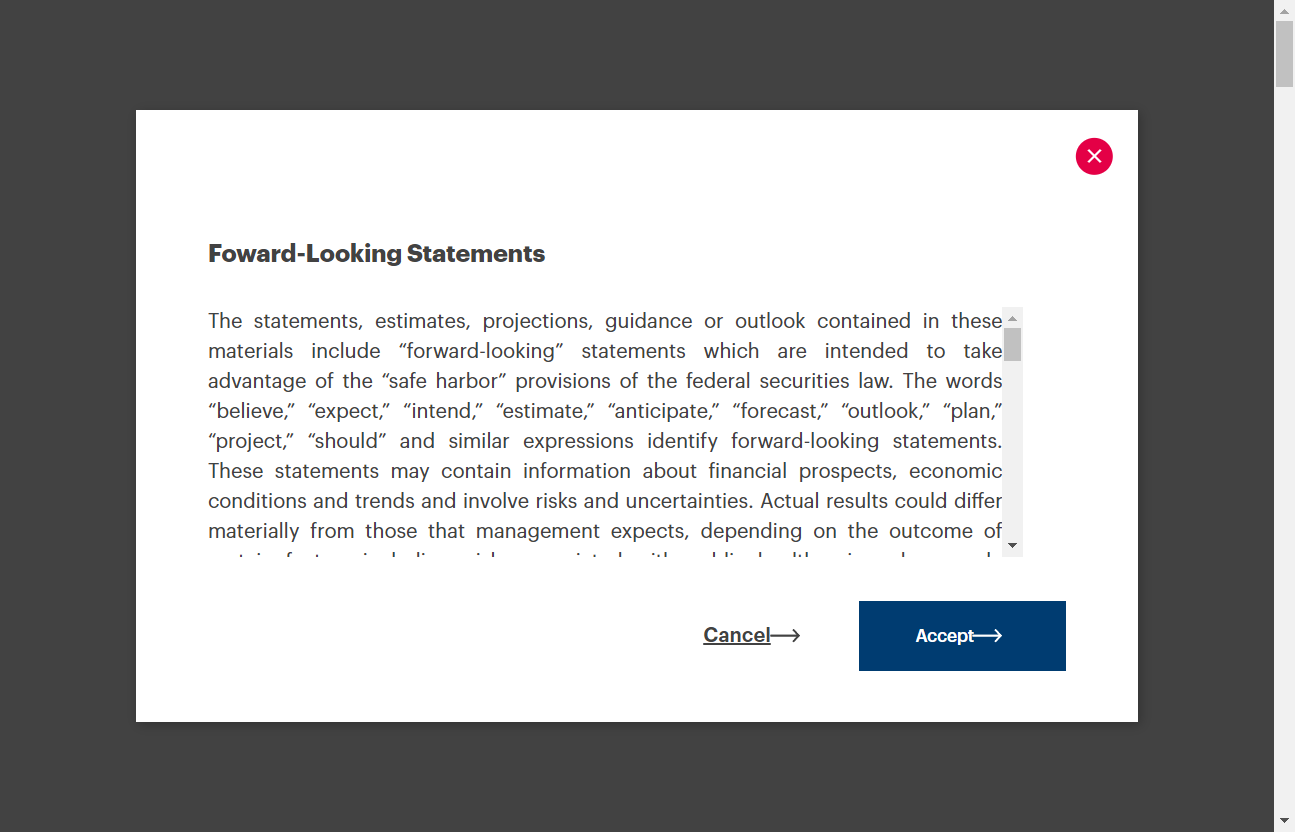 Foward-Looking Statements
The statements, estimates, projections, guidance or outlook contained in these
materials include “forward-looking” statements which are intended to take
advantage of the “safe harbor” provisions of the federal securities law. The words
“believe,” “expect,” “intend,” “estimate,” “anticipate,” “forecast,” “outlook,” “plan,”
“project,” “should” and similar expressions identify forward-looking statements.
These statements may contain information about financial prospects, economic
conditions and trends and involve risks and uncertainties. Actual results could differ
materially from those that management expects, depending on the outcome of
Cancel
Accept